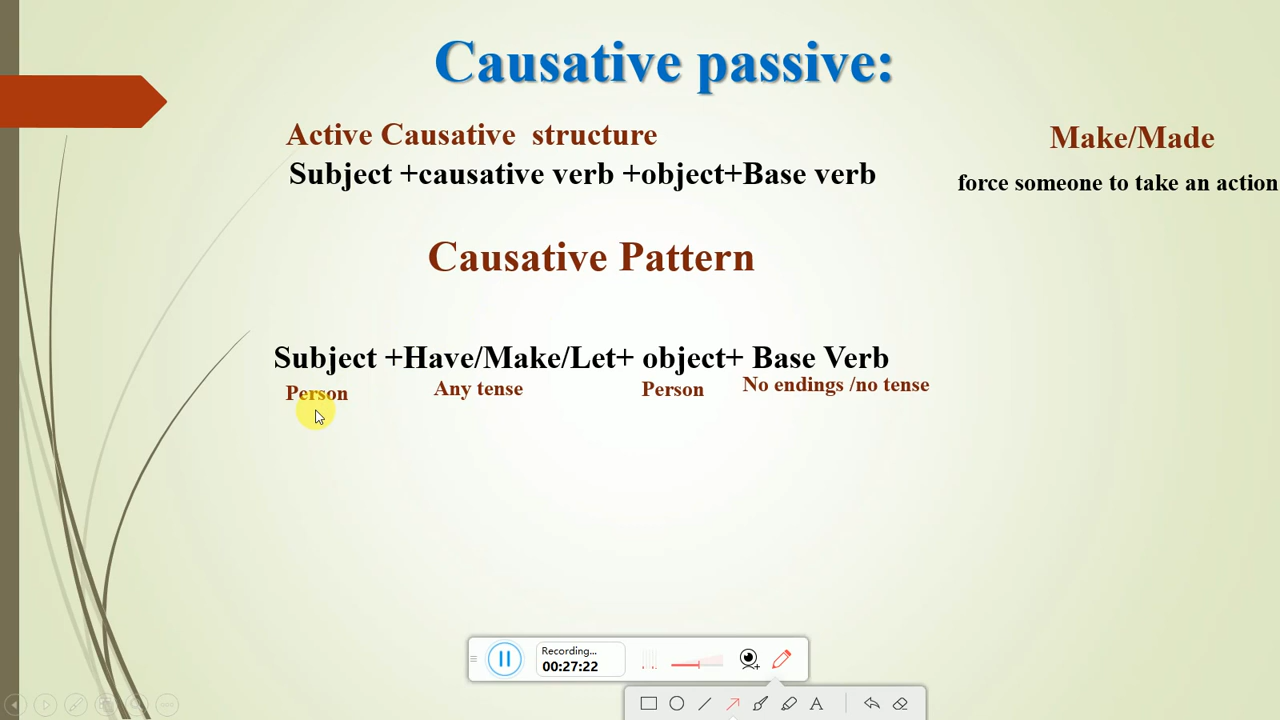 Causative passive:
Active Causative structure
Make/Made
Subject +causative verb +object+Base verb
force someone to take an action
Causative Pattern
Subject +Have/Make/Let+ object+ Base Verb
Person
Any tense
Person
No endings /no tense
Recording...
00:27:22
A